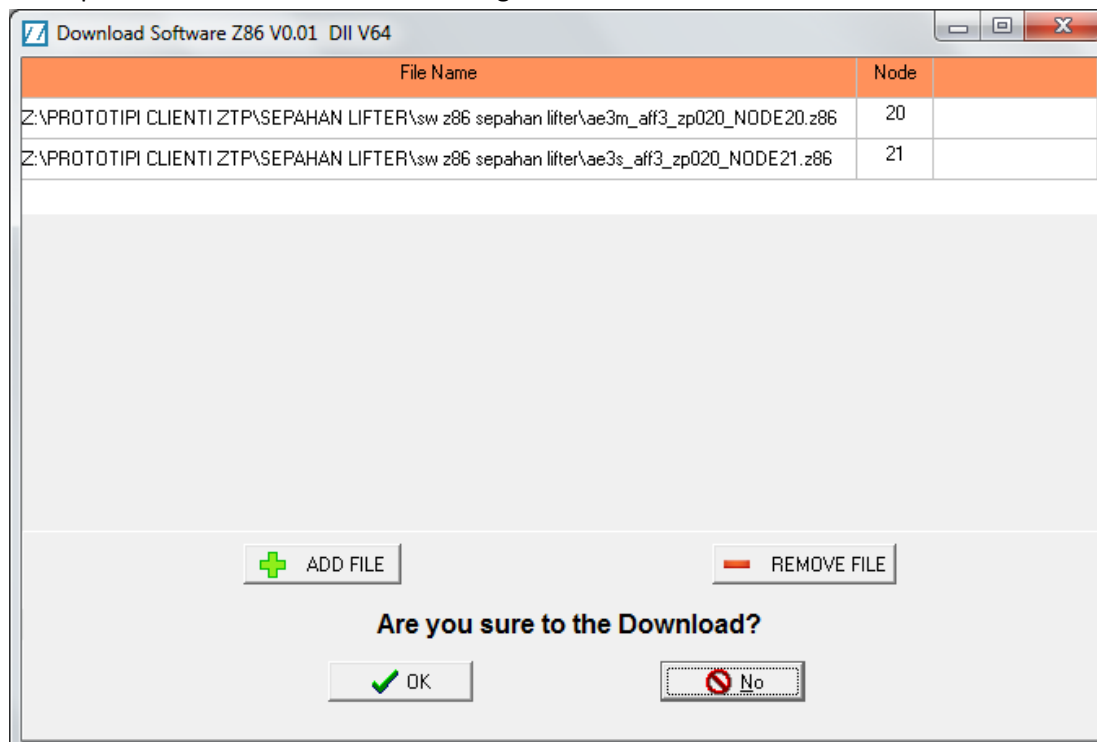 Download Software Z86 V0.01 Dll V64
File Name Node
Z:\PROTOTIPI CLIENTI ZTP\SEPAHAN LIFTER\sw z86 sepahan lifter\ae3m_aff3_zp020_NODE20.z86 20
Z:\PROTOTIPI CLIENTI ZTP\SEPAHAN LIFTER\sw z86 sepahan lifter\ae3s_aff3_zp020_NODE21.z86 21
ADD FILE REMOVE FILE
Are you sure to the Download?
OK No